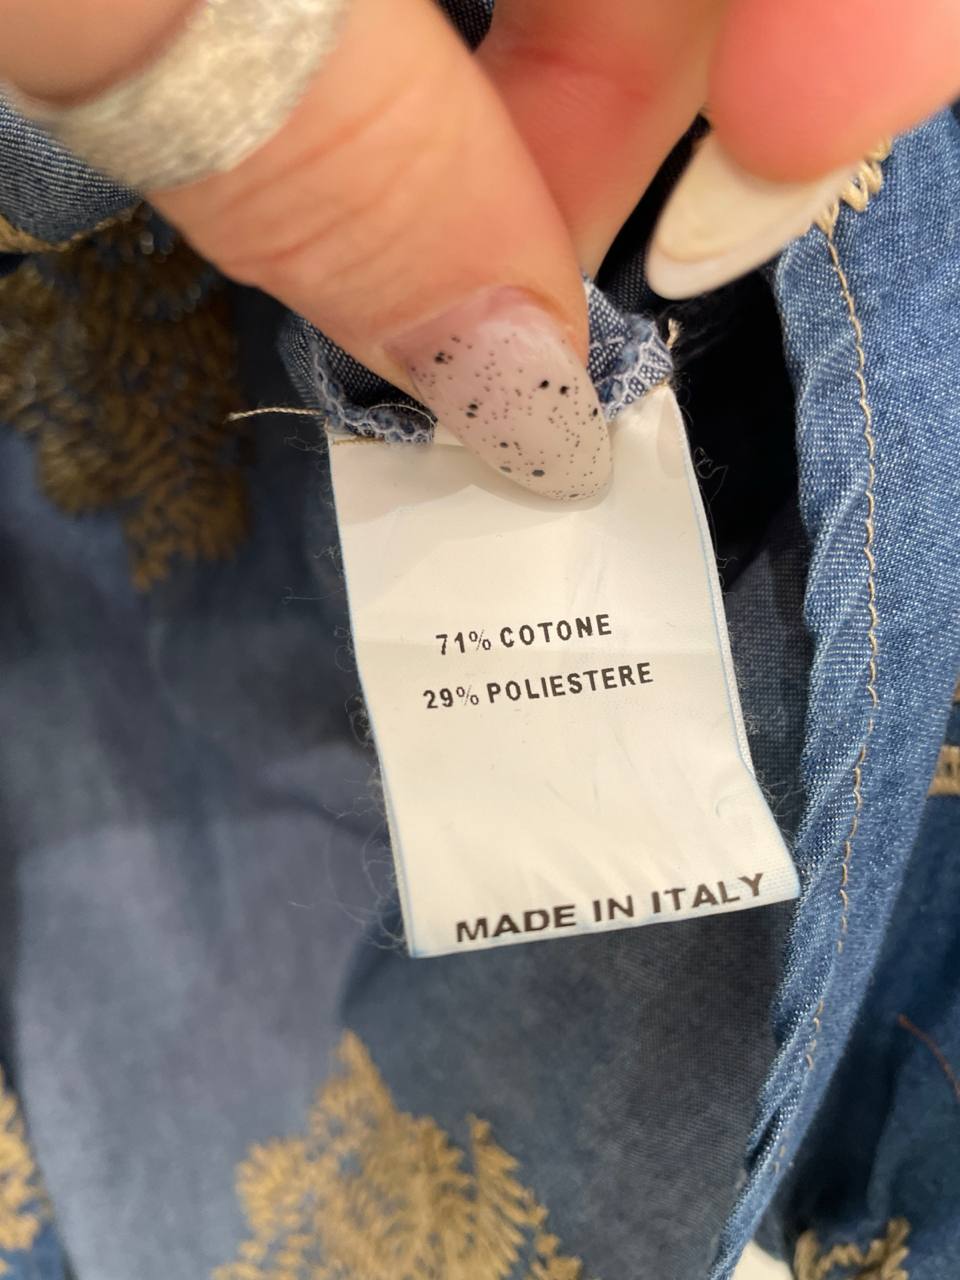 71% COTONE
29% POLIESTERE
MADE IN ITALY